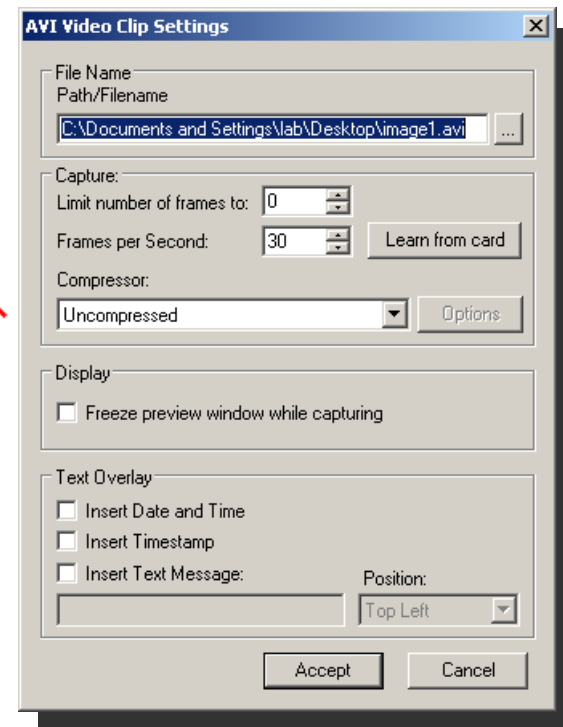 AVI Video Clip Settings
File Name
Path/Filename
C:\Documents and Settings\lab\Desktop\image1.avi ...
Capture:
Limit number of frames to: 0
Frames per Second: 30 Learn from card
Compressor:
Uncompressed Options
Display
Freeze preview window while capturing
Text Overlay
Insert Date and Time
Insert Timestamp
Insert Text Message: Position:
Top Left
Accept Cancel